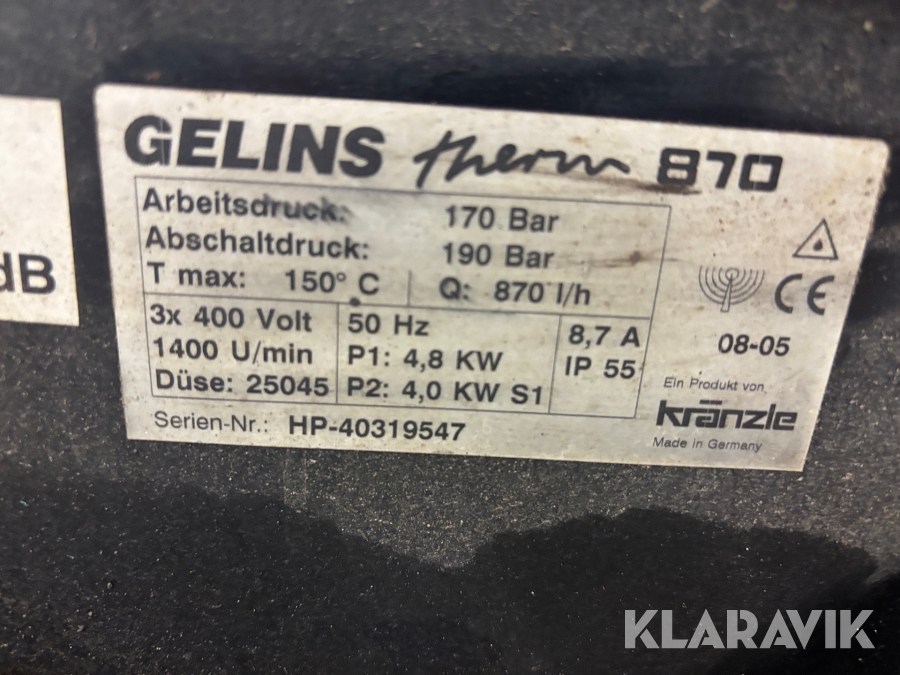 GELINS therm 870
Arbeitsdruck: 170 Bar
Abschaltdruck: 190 Bar
T max: 150° C Q: 870 l/h
3x 400 Volt 50 Hz 8,7 A
1400 U/min P1: 4,8 KW IP 55
Düse: 25045 P2: 4,0 KW S1
Serien-Nr.: HP-40319547
CE
08-05
Ein Produkt von
kränzle
Made in Germany
dB
KLARAVIK